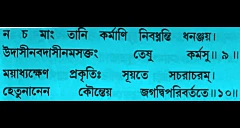 ন চ মাং তানি কর্মাণি নিবধ্নন্তি ধনঞ্জয়।
উদাসীনবদাসীনমসক্তং তেষু কর্মসু॥ ৯॥
ময়াধ্যক্ষেণ প্রকৃতিঃ সূয়তে সচরাচরম্।
হেতুনানেন কৌন্তেয় জগদ্বিপরিবর্ততে॥১০॥